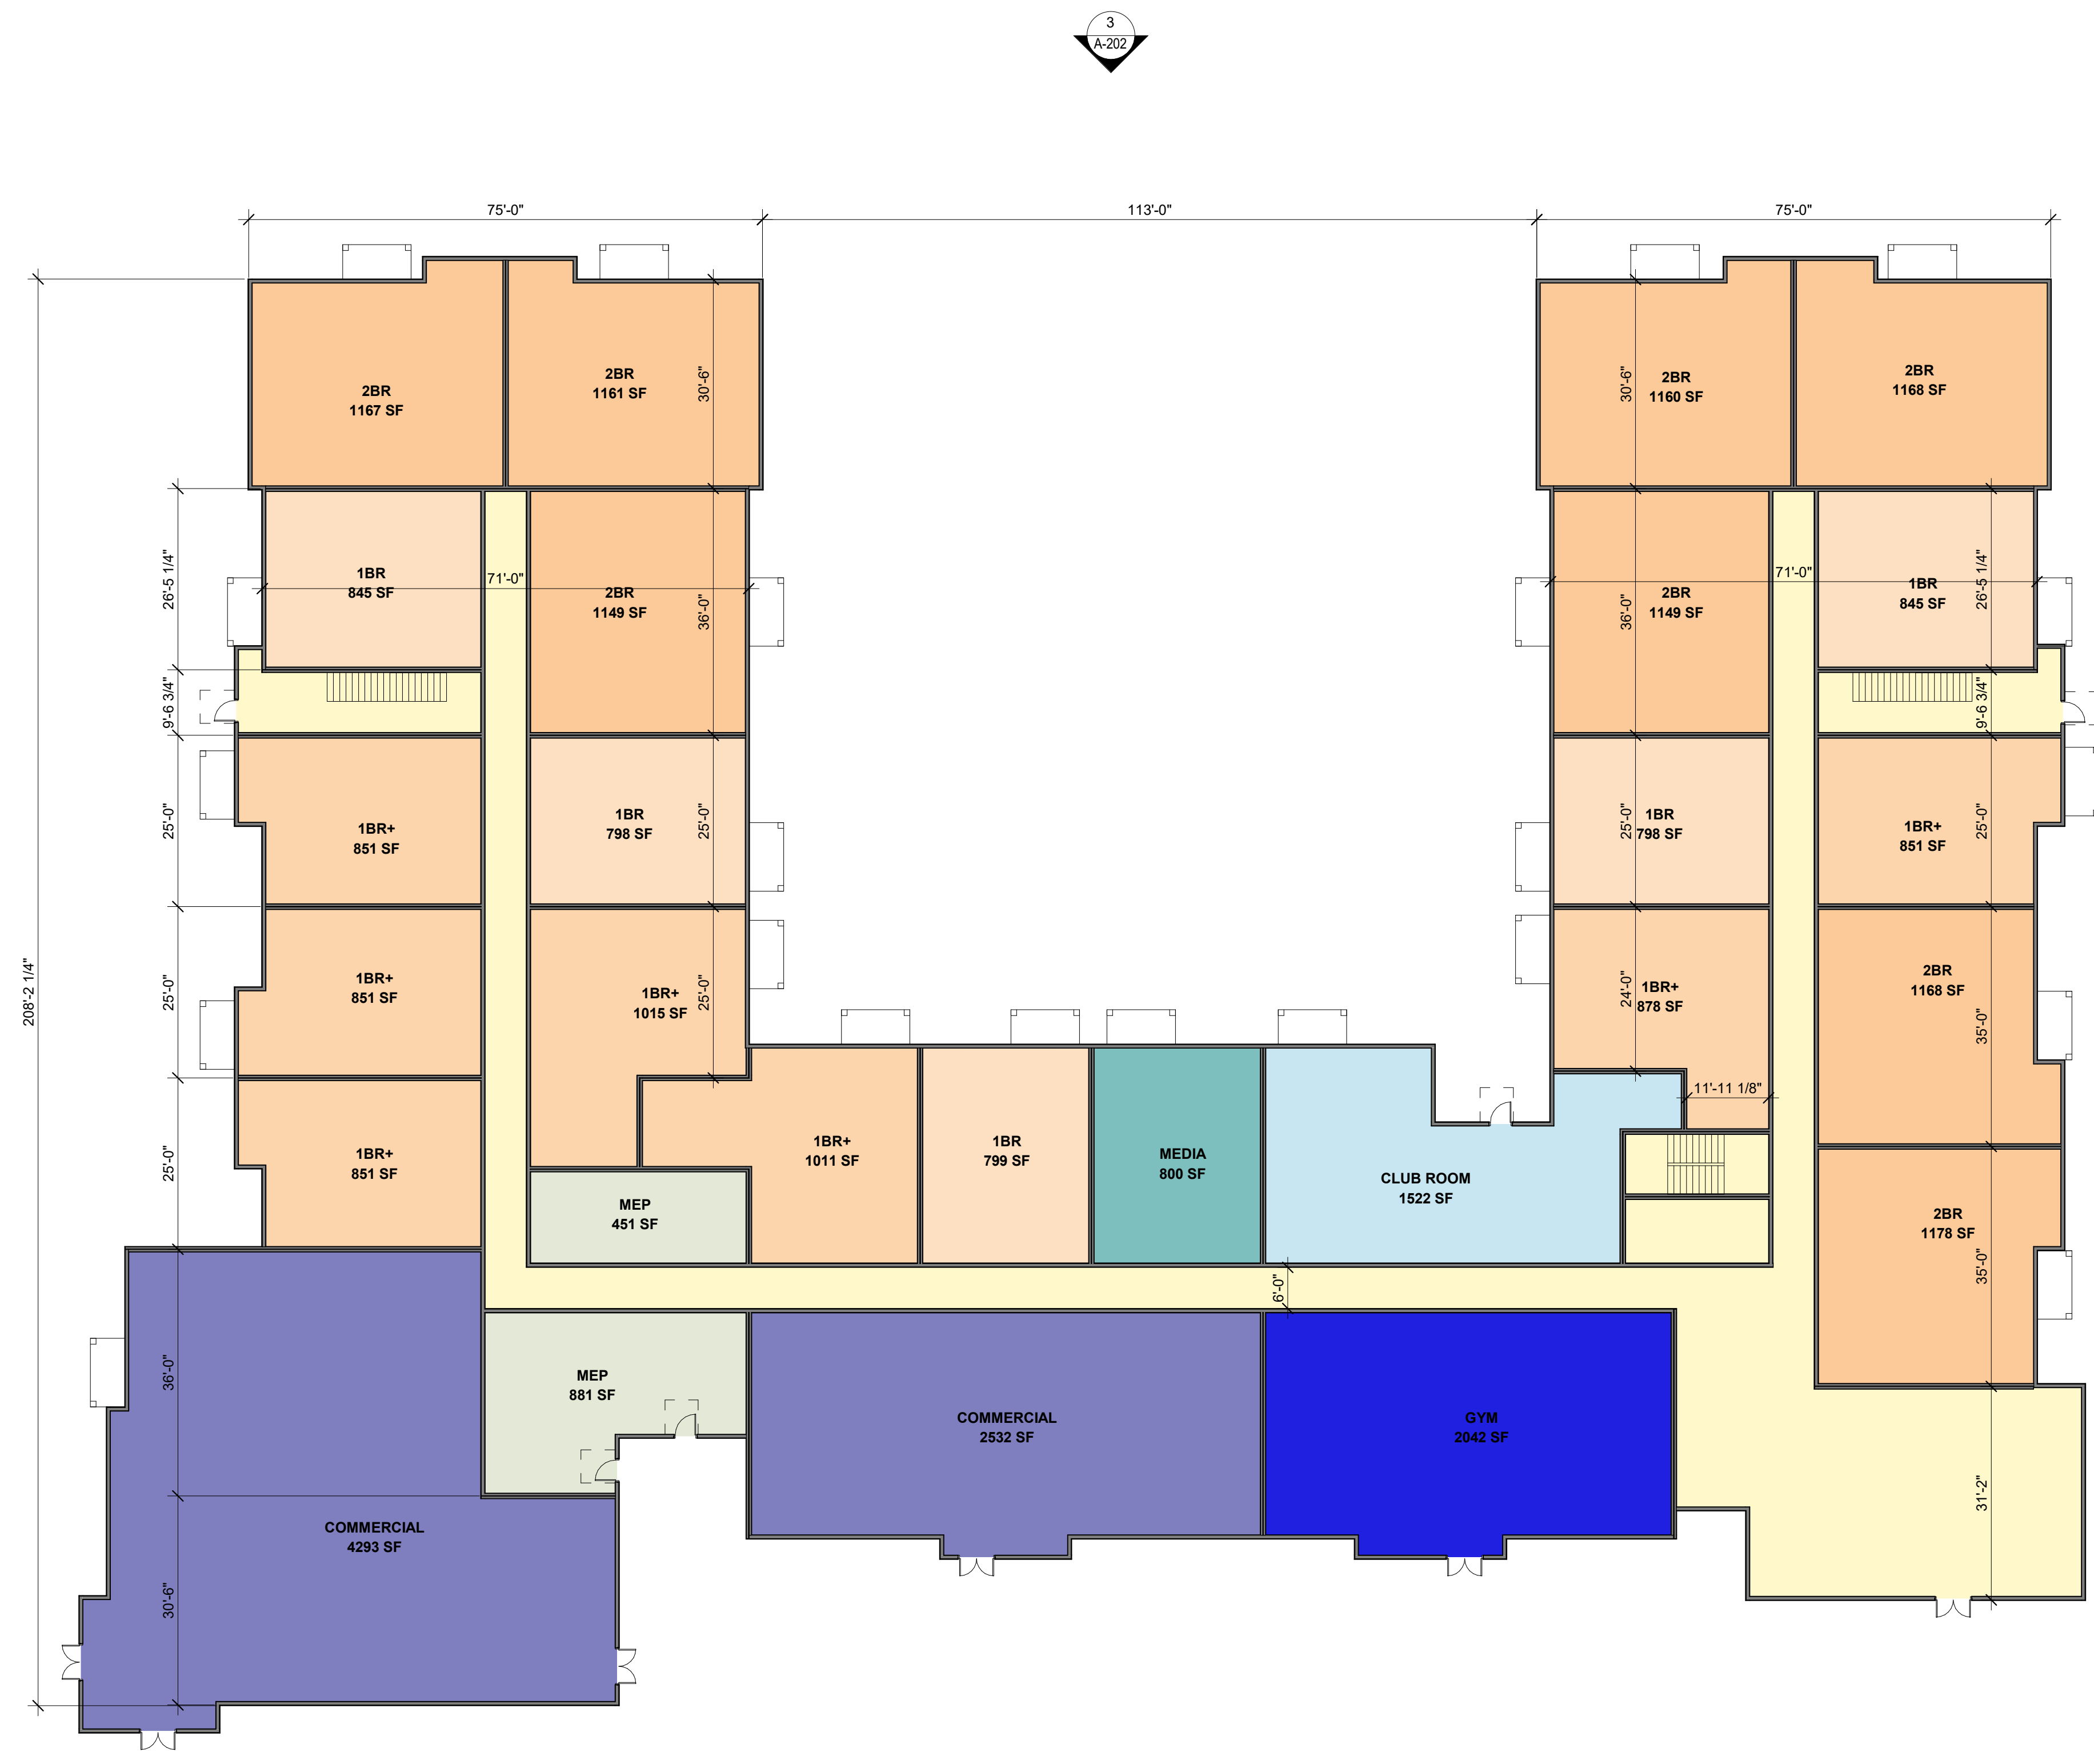 3
A-202
75'-0"
113'-0"
75'-0"
2BR
1167 SF
2BR
1161 SF
30'-6"
30'-6"
2BR
1160 SF
2BR
1168 SF
26'-5 1/4"
1BR
845 SF
71'-0"
2BR
1149 SF
36'-0"
36'-0"
2BR
1149 SF
71'-0"
1BR
845 SF
26'-5 1/4"
9'-6 3/4"
9'-6 3/4"
25'-0"
1BR+
851 SF
1BR
798 SF
25'-0"
25'-0"
1BR
798 SF
1BR+
851 SF
25'-0"
208'-2 1/4"
25'-0"
1BR+
851 SF
1BR+
1015 SF
25'-0"
24'-0"
1BR+
878 SF
2BR
1168 SF
35'-0"
11'-11 1/8"
25'-0"
1BR+
851 SF
MEP
451 SF
1BR+
1011 SF
1BR
799 SF
MEDIA
800 SF
CLUB ROOM
1522 SF
2BR
1178 SF
35'-0"
6'-0"
36'-0"
MEP
881 SF
COMMERCIAL
2532 SF
GYM
2042 SF
31'-2"
COMMERCIAL
4293 SF
30'-6"